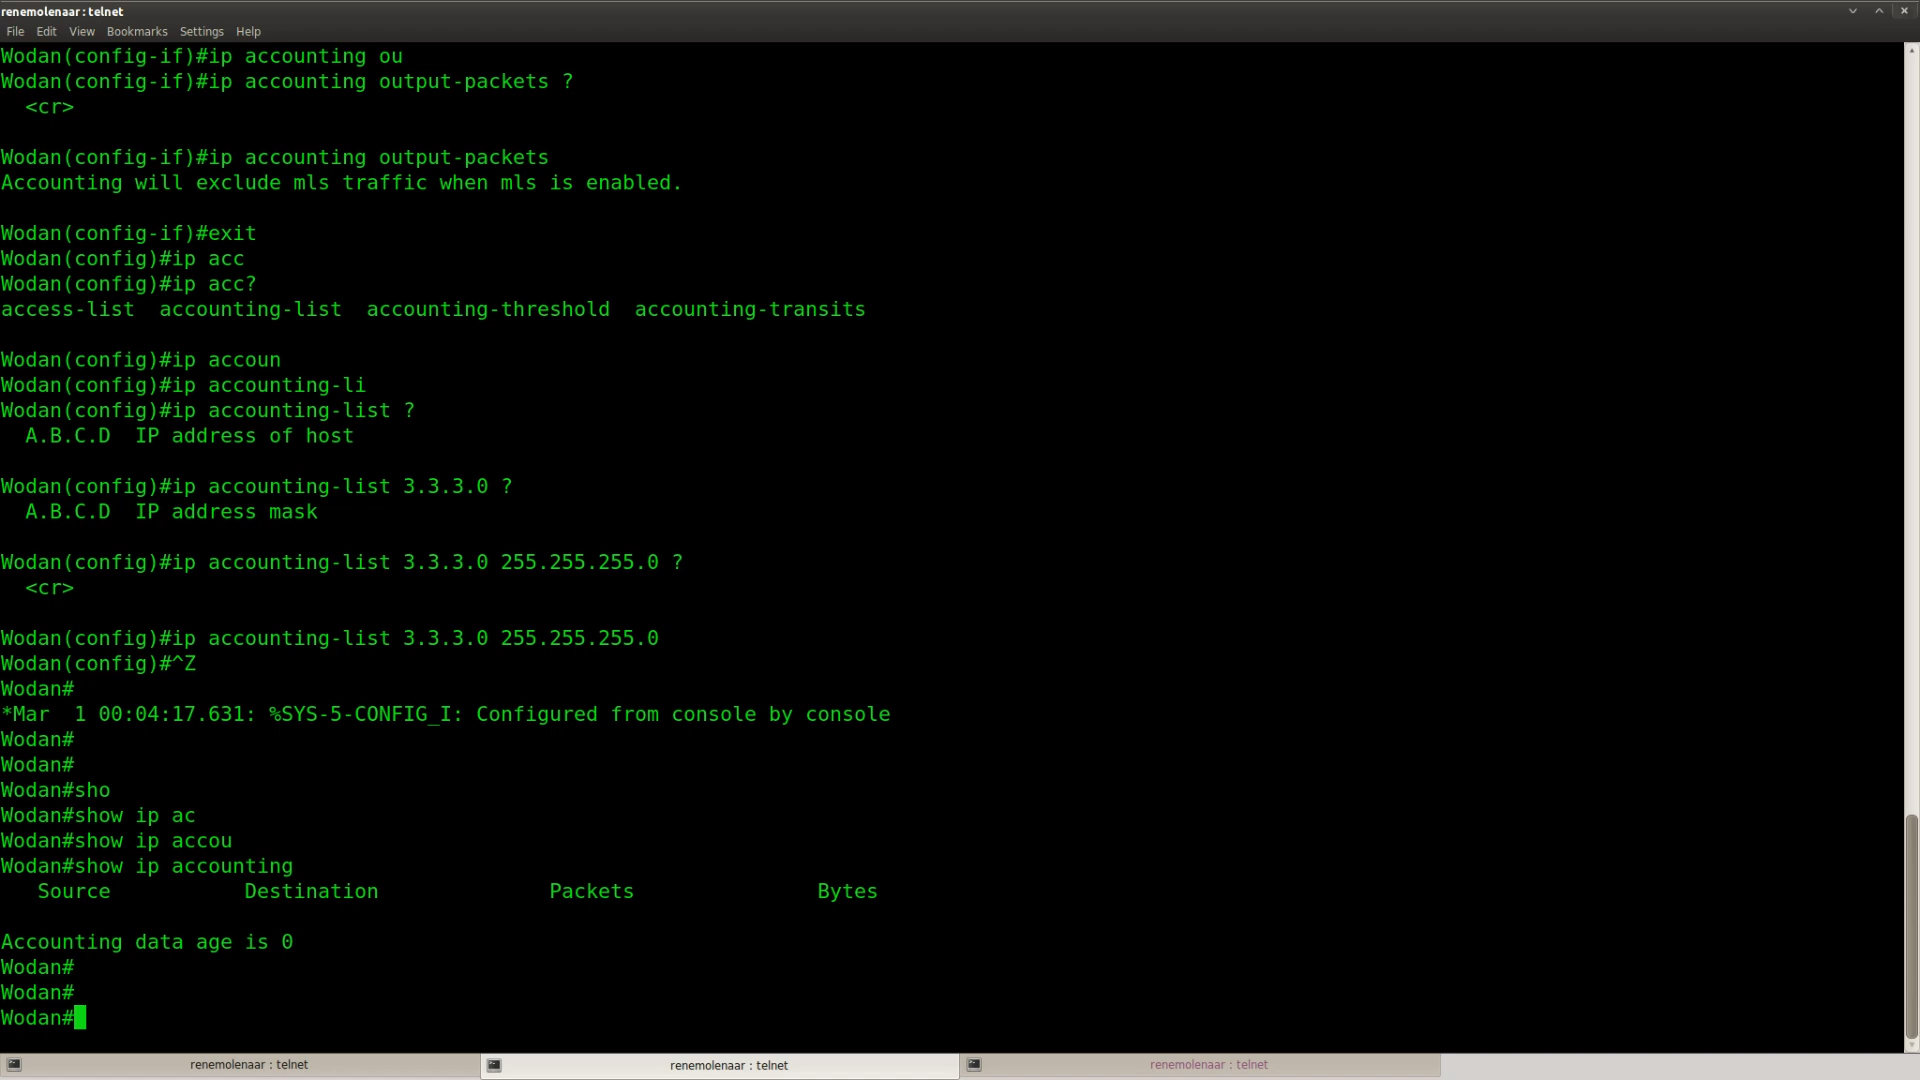 renemolenaar : telnet
File Edit View Bookmarks Settings Help
Wodan(config-if)#ip accounting ou
Wodan(config-if)#ip accounting output-packets ?
  <cr>

Wodan(config-if)#ip accounting output-packets
Accounting will exclude mls traffic when mls is enabled.

Wodan(config-if)#exit
Wodan(config)#ip acc
Wodan(config)#ip acc?
access-list  accounting-list  accounting-threshold  accounting-transits

Wodan(config)#ip accoun
Wodan(config)#ip accounting-li
Wodan(config)#ip accounting-list ?
  A.B.C.D  IP address of host

Wodan(config)#ip accounting-list 3.3.3.0 ?
  A.B.C.D  IP address mask

Wodan(config)#ip accounting-list 3.3.3.0 255.255.255.0 ?
  <cr>

Wodan(config)#ip accounting-list 3.3.3.0 255.255.255.0
Wodan(config)#^Z
Wodan#
*Mar  1 00:04:17.631: %SYS-5-CONFIG_I: Configured from console by console
Wodan#
Wodan#
Wodan#sho
Wodan#show ip ac
Wodan#show ip accou
Wodan#show ip accounting
   Source           Destination              Packets               Bytes

Accounting data age is 0
Wodan#
Wodan#
Wodan#
renemolenaar : telnet renemolenaar : telnet renemolenaar : telnet